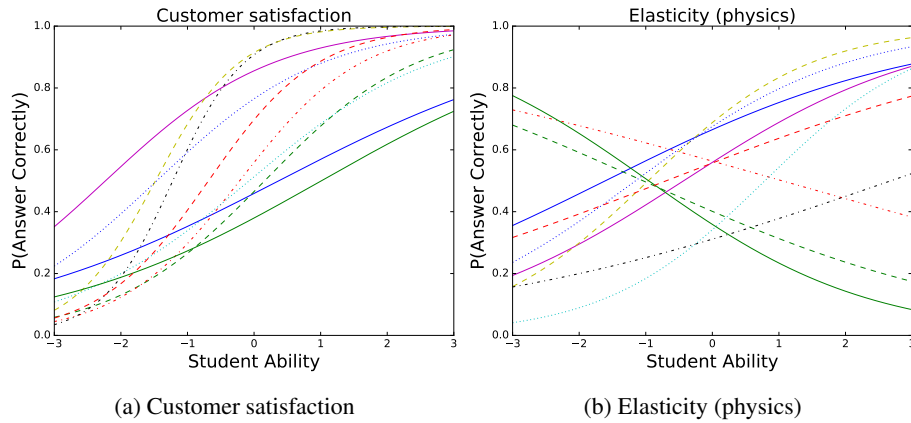 Customer satisfaction
P(Answer Correctly)
1.0
0.8
0.6
0.4
0.2
0.0
−3 −2 −1 0 1 2 3
Student Ability
(a) Customer satisfaction
Elasticity (physics)
P(Answer Correctly)
1.0
0.8
0.6
0.4
0.2
0.0
−3 −2 −1 0 1 2 3
Student Ability
(b) Elasticity (physics)